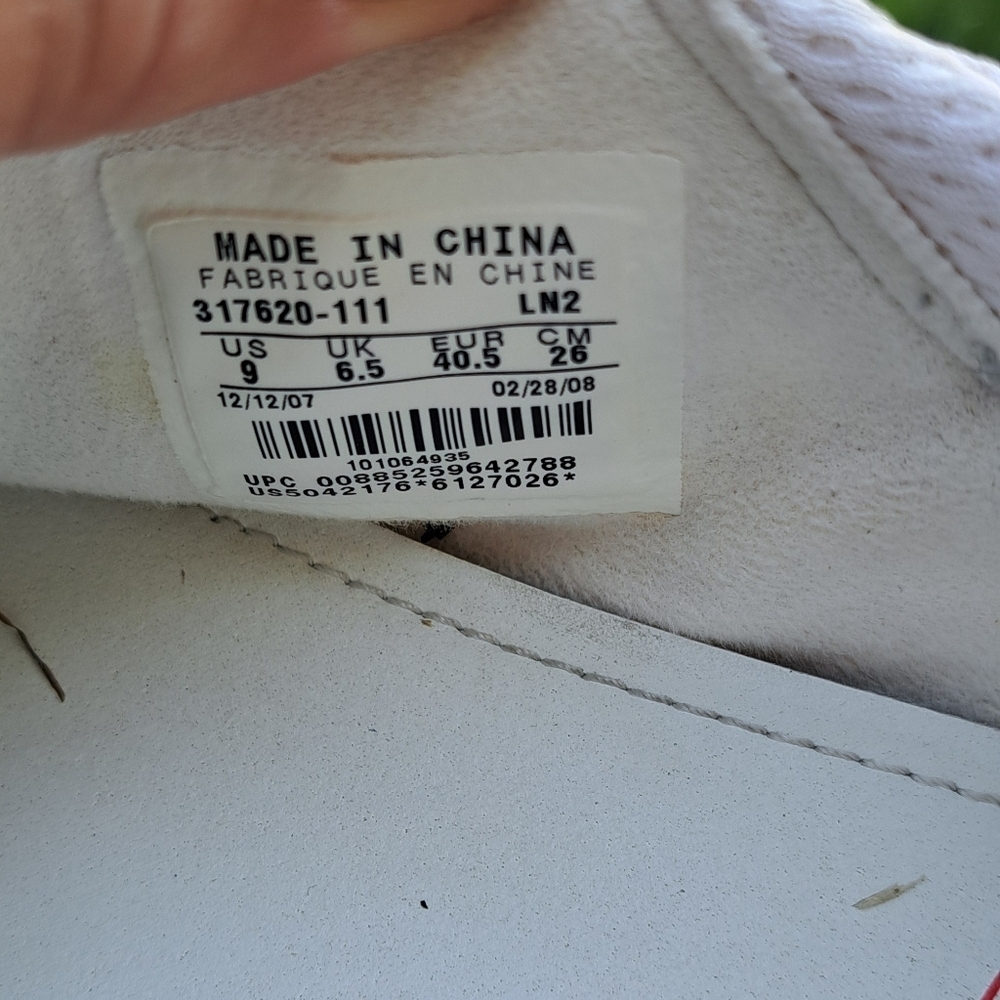 MADE IN CHINA
FABRIQUE EN CHINE
317620-111 LN2
US UK EUR CM
9 6.5 40.5 26
12/12/07 02/28/08
101064935
UPC 00885259642788
US5042176*6127026*